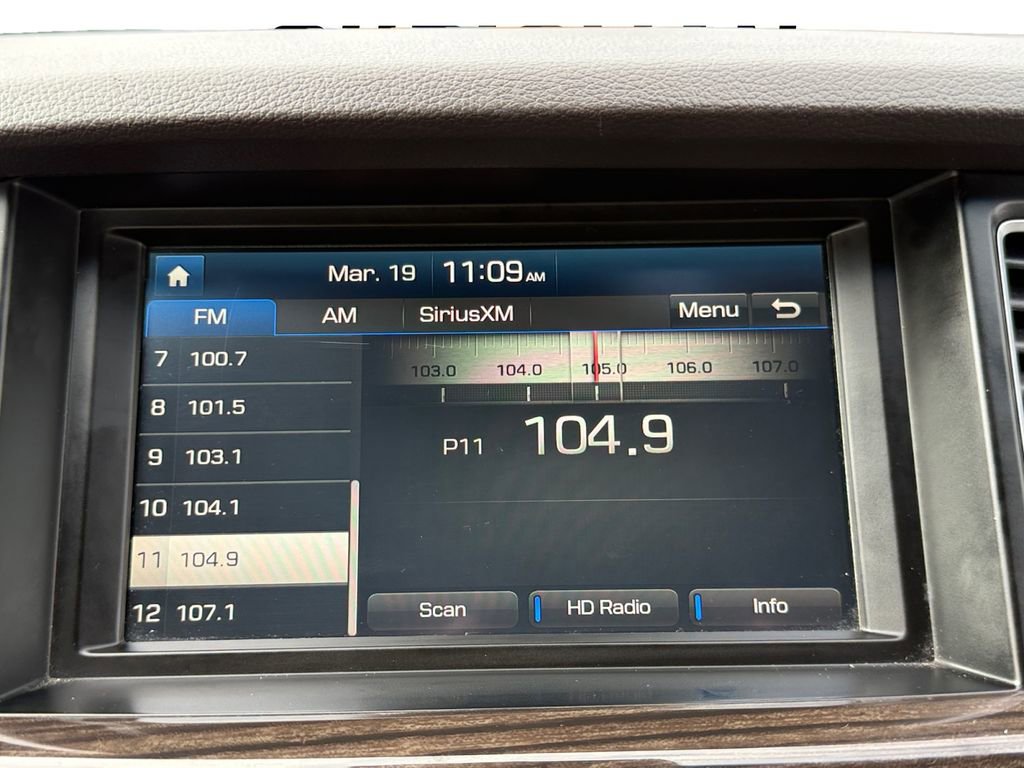 Mar. 19 11:09 AM
FM AM SiriusXM Menu
7 100.7
8 101.5
9 103.1
10 104.1
11 104.9
12 107.1
103.0 104.0 105.0 106.0 107.0
P11 104.9
Scan HD Radio Info